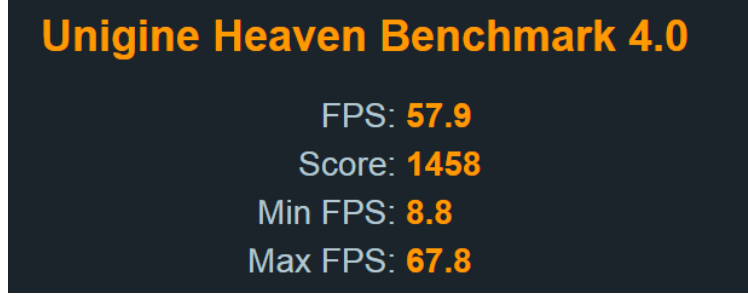 Unigine Heaven Benchmark 4.0
FPS: 57.9
Score: 1458
Min FPS: 8.8
Max FPS: 67.8